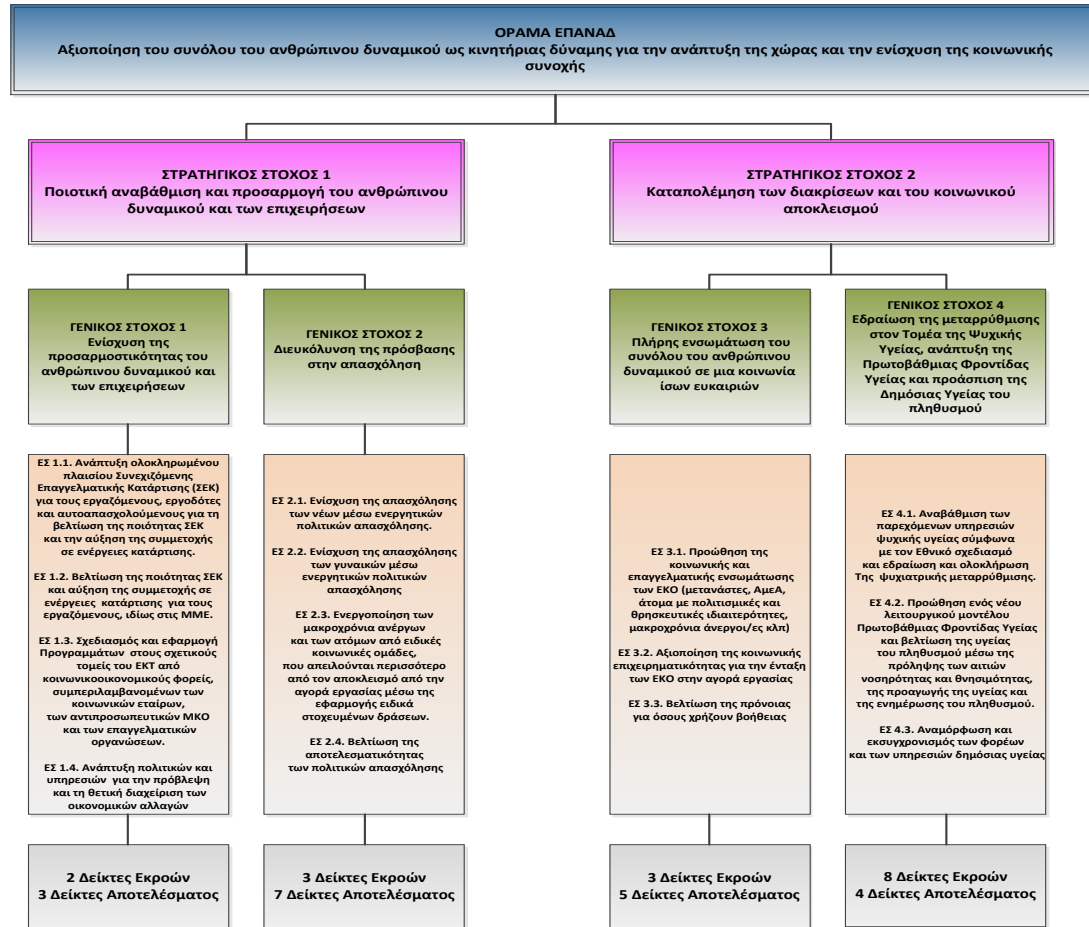 ΟΡΑΜΑ ΕΠΑΝΑΔ
Αξιοποίηση του συνόλου του ανθρώπινου δυναμικού ως κινητήριας δύναμης για την ανάπτυξη της χώρας και την ενίσχυση της κοινωνικής
συνοχής
ΣΤΡΑΤΗΓΙΚΟΣ ΣΤΟΧΟΣ 1
Ποιοτική αναβάθμιση και προσαρμογή του ανθρώπινου
δυναμικού και των επιχειρήσεων
ΣΤΡΑΤΗΓΙΚΟΣ ΣΤΟΧΟΣ 2
Καταπολέμηση των διακρίσεων και του κοινωνικού
αποκλεισμού
ΓΕΝΙΚΟΣ ΣΤΟΧΟΣ 1
Ενίσχυση της
προσαρμοστικότητας του
ανθρώπινου δυναμικού και
των επιχειρήσεων
ΓΕΝΙΚΟΣ ΣΤΟΧΟΣ 2
Διευκόλυνση της πρόσβασης
στην απασχόληση
ΓΕΝΙΚΟΣ ΣΤΟΧΟΣ 3
Πλήρης ενσωμάτωση του
συνόλου του ανθρώπινου
δυναμικού σε μια κοινωνία
ίσων ευκαιριών
ΓΕΝΙΚΟΣ ΣΤΟΧΟΣ 4
Εδραίωση της μεταρρύθμισης
στον Τομέα της Ψυχικής
Υγείας, ανάπτυξη της
Πρωτοβάθμιας Φροντίδας
Υγείας και προάσπιση της
Δημόσιας Υγείας του
πληθυσμού
ΕΣ 1.1. Ανάπτυξη ολοκληρωμένου
πλαισίου Συνεχιζόμενης
Επαγγελματικής Κατάρτισης (ΣΕΚ)
για τους εργαζόμενους, εργοδότες
και αυτοαπασχολούμενους για τη
βελτίωση της ποιότητας ΣΕΚ
και την αύξηση της συμμετοχής
σε ενέργειες κατάρτισης.
ΕΣ 1.2. Βελτίωση της ποιότητας ΣΕΚ
και αύξηση της συμμετοχής σε
ενέργειες κατάρτισης για τους
εργαζόμενους, ιδίως στις ΜΜΕ.
ΕΣ 1.3. Σχεδιασμός και εφαρμογή
Προγραμμάτων στους σχετικούς
τομείς του ΕΚΤ από
κοινωνικοοικονομικούς φορείς,
συμπεριλαμβανομένων των
κοινωνικών εταίρων,
των αντιπροσωπευτικών ΜΚΟ
και των επαγγελματικών
οργανώσεων.
ΕΣ 1.4. Ανάπτυξη πολιτικών και
υπηρεσιών για την πρόβλεψη
και τη θετική διαχείριση των
οικονομικών αλλαγών
ΕΣ 2.1. Ενίσχυση της απασχόλησης
των νέων μέσω ενεργητικών
πολιτικών απασχόλησης.
ΕΣ 2.2. Ενίσχυση της απασχόλησης
των γυναικών μέσω
ενεργητικών πολιτικών
απασχόλησης
ΕΣ 2.3. Ενεργοποίηση των
μακροχρόνια ανέργων
και των ατόμων από ειδικές
κοινωνικές ομάδες,
που απειλούνται περισσότερο
από τον αποκλεισμό από την
αγορά εργασίας μέσω της
εφαρμογής ειδικά
στοχευμένων δράσεων.
ΕΣ 2.4. Βελτίωση της
αποτελεσματικότητας
των πολιτικών απασχόλησης
ΕΣ 3.1. Προώθηση της
κοινωνικής και
επαγγελματικής ενσωμάτωσης
των ΕΚΟ (μετανάστες, ΑμεΑ,
άτομα με πολιτισμικές και
θρησκευτικές ιδιαιτερότητες,
μακροχρόνια άνεργοι/ες κλπ)
ΕΣ 3.2. Αξιοποίηση της κοινωνικής
επιχειρηματικότητας για την ένταξη
των ΕΚΟ στην αγορά εργασίας
ΕΣ 3.3. Βελτίωση της πρόνοιας
για όσους χρήζουν βοήθειας
ΕΣ 4.1. Αναβάθμιση των
παρεχόμενων υπηρεσιών
ψυχικής υγείας σύμφωνα
με τον Εθνικό σχεδιασμό
και εδραίωση και ολοκλήρωση
Της ψυχιατρικής μεταρρύθμισης.
ΕΣ 4.2. Προώθηση ενός νέου
λειτουργικού μοντέλου
Πρωτοβάθμιας Φροντίδας Υγείας
και βελτίωση της υγείας
του πληθυσμού μέσω της
πρόληψης των αιτιών
νοσηρότητας και θνησιμότητας,
της προαγωγής της υγείας και
της ενημέρωσης του πληθυσμού.
ΕΣ 4.3. Αναμόρφωση και
εκσυγχρονισμός των φορέων
και των υπηρεσιών δημόσιας υγείας
2 Δείκτες Εκροών
3 Δείκτες Αποτελέσματος
3 Δείκτες Εκροών
7 Δείκτες Αποτελέσματος
3 Δείκτες Εκροών
5 Δείκτες Αποτελέσματος
8 Δείκτες Εκροών
4 Δείκτες Αποτελέσματος